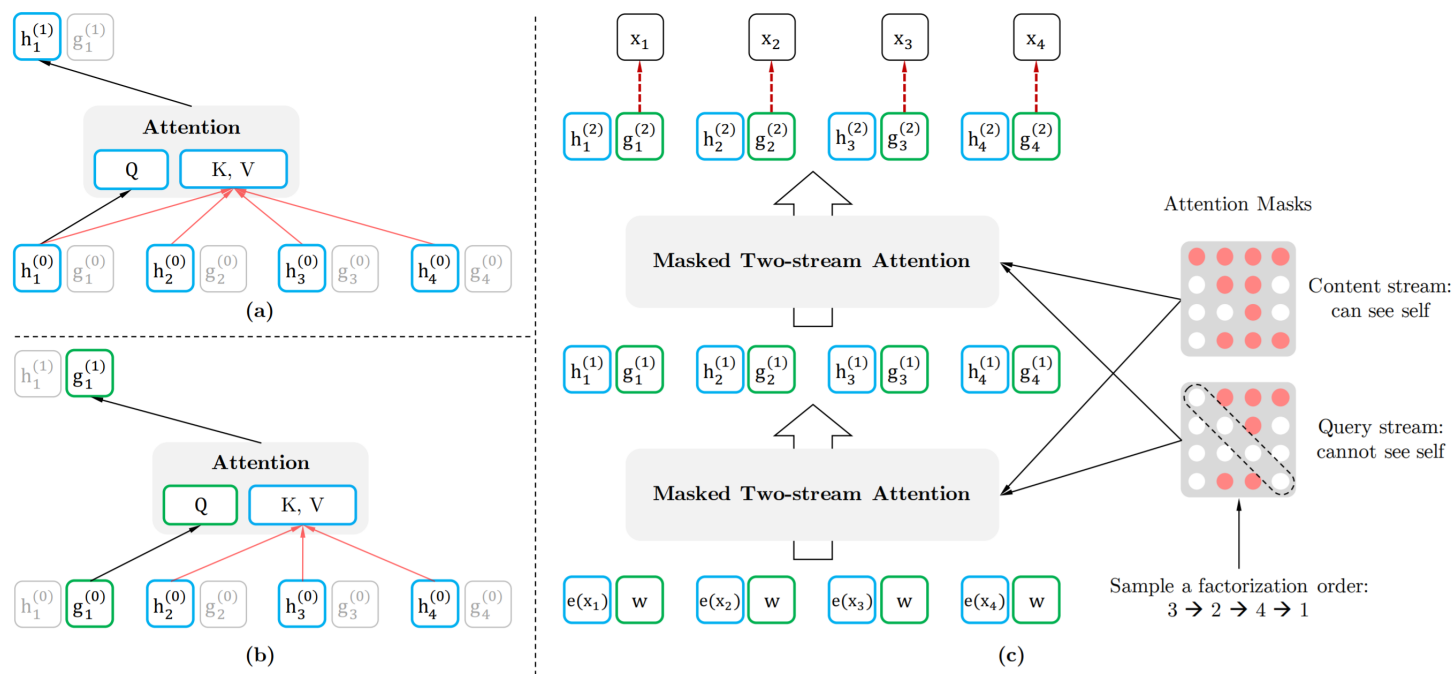 h₁⁽¹⁾ g₁⁽¹⁾
Attention
Q K, V
h₁⁽⁰⁾ g₁⁽⁰⁾ h₂⁽⁰⁾ g₂⁽⁰⁾ h₃⁽⁰⁾ g₃⁽⁰⁾ h₄⁽⁰⁾ g₄⁽⁰⁾
(a)
h₁⁽¹⁾ g₁⁽¹⁾
Attention
Q K, V
h₁⁽⁰⁾ g₁⁽⁰⁾ h₂⁽⁰⁾ g₂⁽⁰⁾ h₃⁽⁰⁾ g₃⁽⁰⁾ h₄⁽⁰⁾ g₄⁽⁰⁾
(b)
x₁ x₂ x₃ x₄
h₁⁽²⁾ g₁⁽²⁾ h₂⁽²⁾ g₂⁽²⁾ h₃⁽²⁾ g₃⁽²⁾ h₄⁽²⁾ g₄⁽²⁾
Masked Two-stream Attention
h₁⁽¹⁾ g₁⁽¹⁾ h₂⁽¹⁾ g₂⁽¹⁾ h₃⁽¹⁾ g₃⁽¹⁾ h₄⁽¹⁾ g₄⁽¹⁾
Masked Two-stream Attention
e(x₁) w e(x₂) w e(x₃) w e(x₄) w
Attention Masks
Content stream:
can see self
Query stream:
cannot see self
Sample a factorization order:
3 → 2 → 4 → 1
(c)